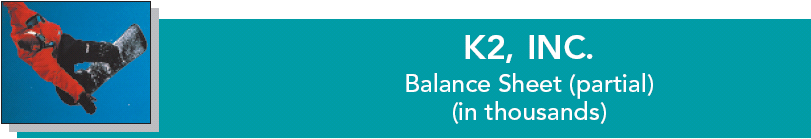 K2, INC.
Balance Sheet (partial)
(in thousands)